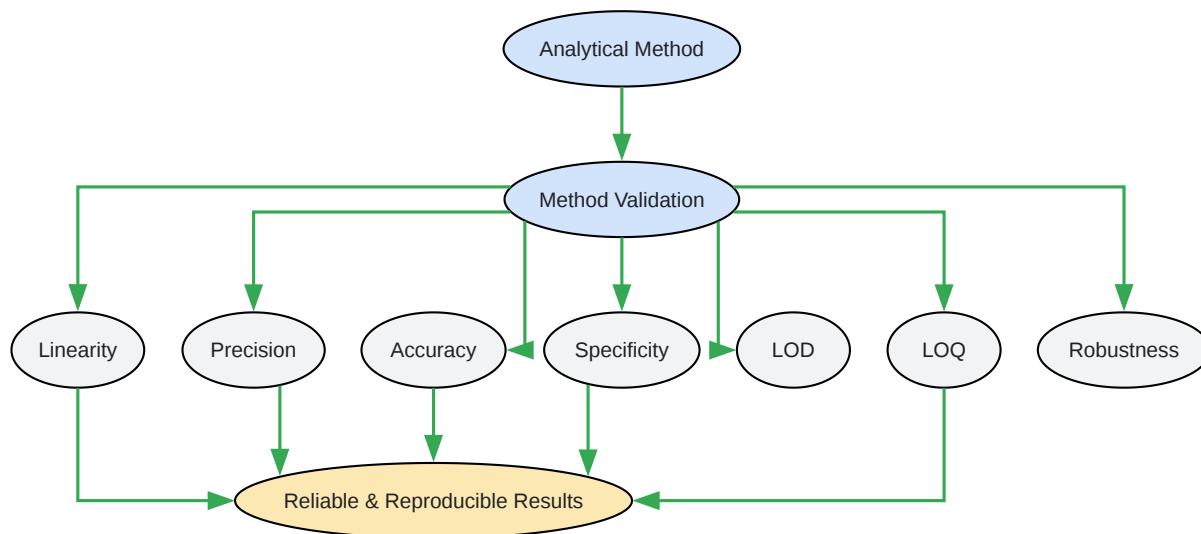 Analytical Method
Method Validation
Linearity
Precision
Accuracy
Specificity
LOD
LOQ
Robustness
Reliable & Reproducible Results